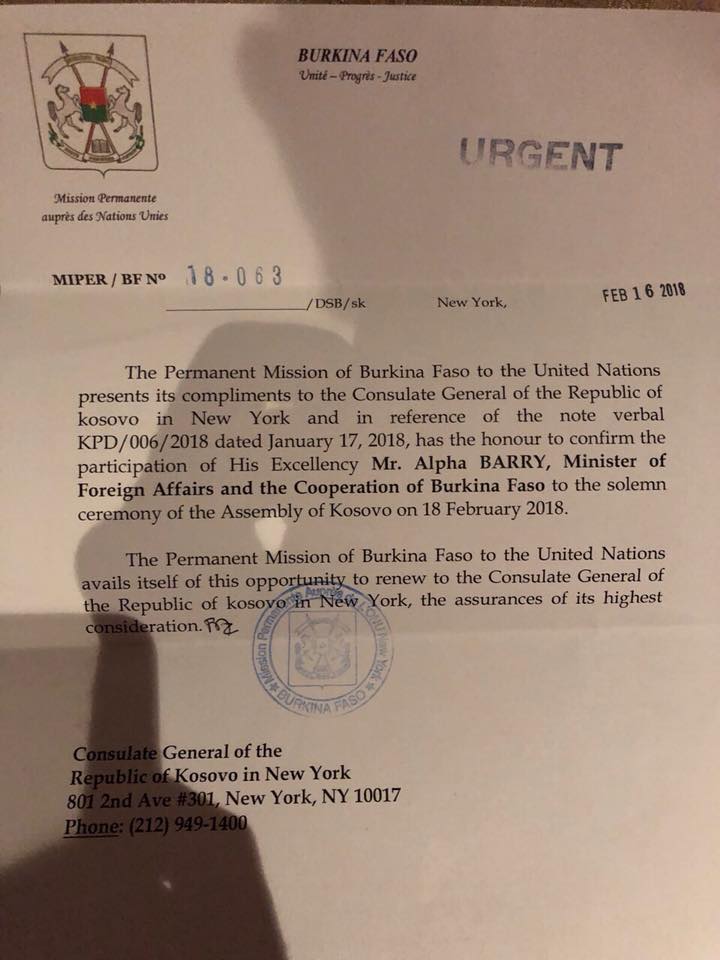 BURKINA FASO
Unité – Progrès - Justice
URGENT
Mission Permanente
auprès des Nations Unies
MIPER / BF Nº 18-063
/DSB/sk New York, FEB 16 2018
The Permanent Mission of Burkina Faso to the United Nations
presents its compliments to the Consulate General of the Republic of
kosovo in New York and in reference of the note verbal
KPD/006/2018 dated January 17, 2018, has the honour to confirm the
participation of His Excellency Mr. Alpha BARRY, Minister of
Foreign Affairs and the Cooperation of Burkina Faso to the solemn
ceremony of the Assembly of Kosovo on 18 February 2018.
The Permanent Mission of Burkina Faso to the United Nations
avails itself of this opportunity to renew to the Consulate General of
the Republic of kosovo in New York, the assurances of its highest
consideration.
Mission Permanente Auprès de L'ONU New York
BURKINA FASO
Consulate General of the
Republic of Kosovo in New York
801 2nd Ave #301, New York, NY 10017
Phone: (212) 949-1400